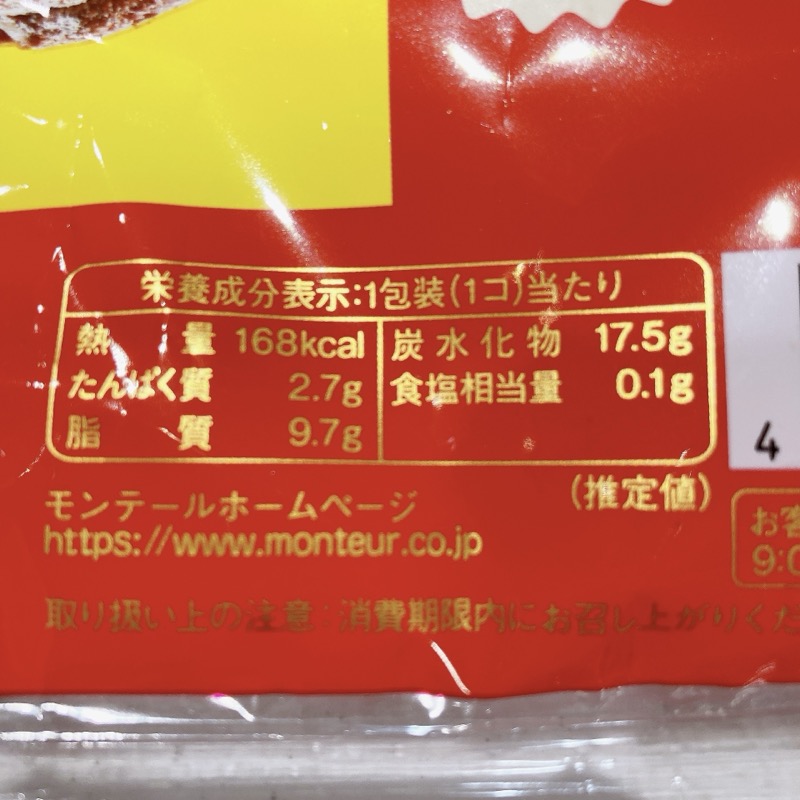 栄養成分表示:1包装(1コ)当たり
熱量 168kcal
たんぱく質 2.7g
脂質 9.7g
炭水化物 17.5g
食塩相当量 0.1g
(推定値)
モンテールホームページ
https://www.monteur.co.jp
取り扱い上の注意:消費期限内にお召し上がりくだ
4
お客
9:0